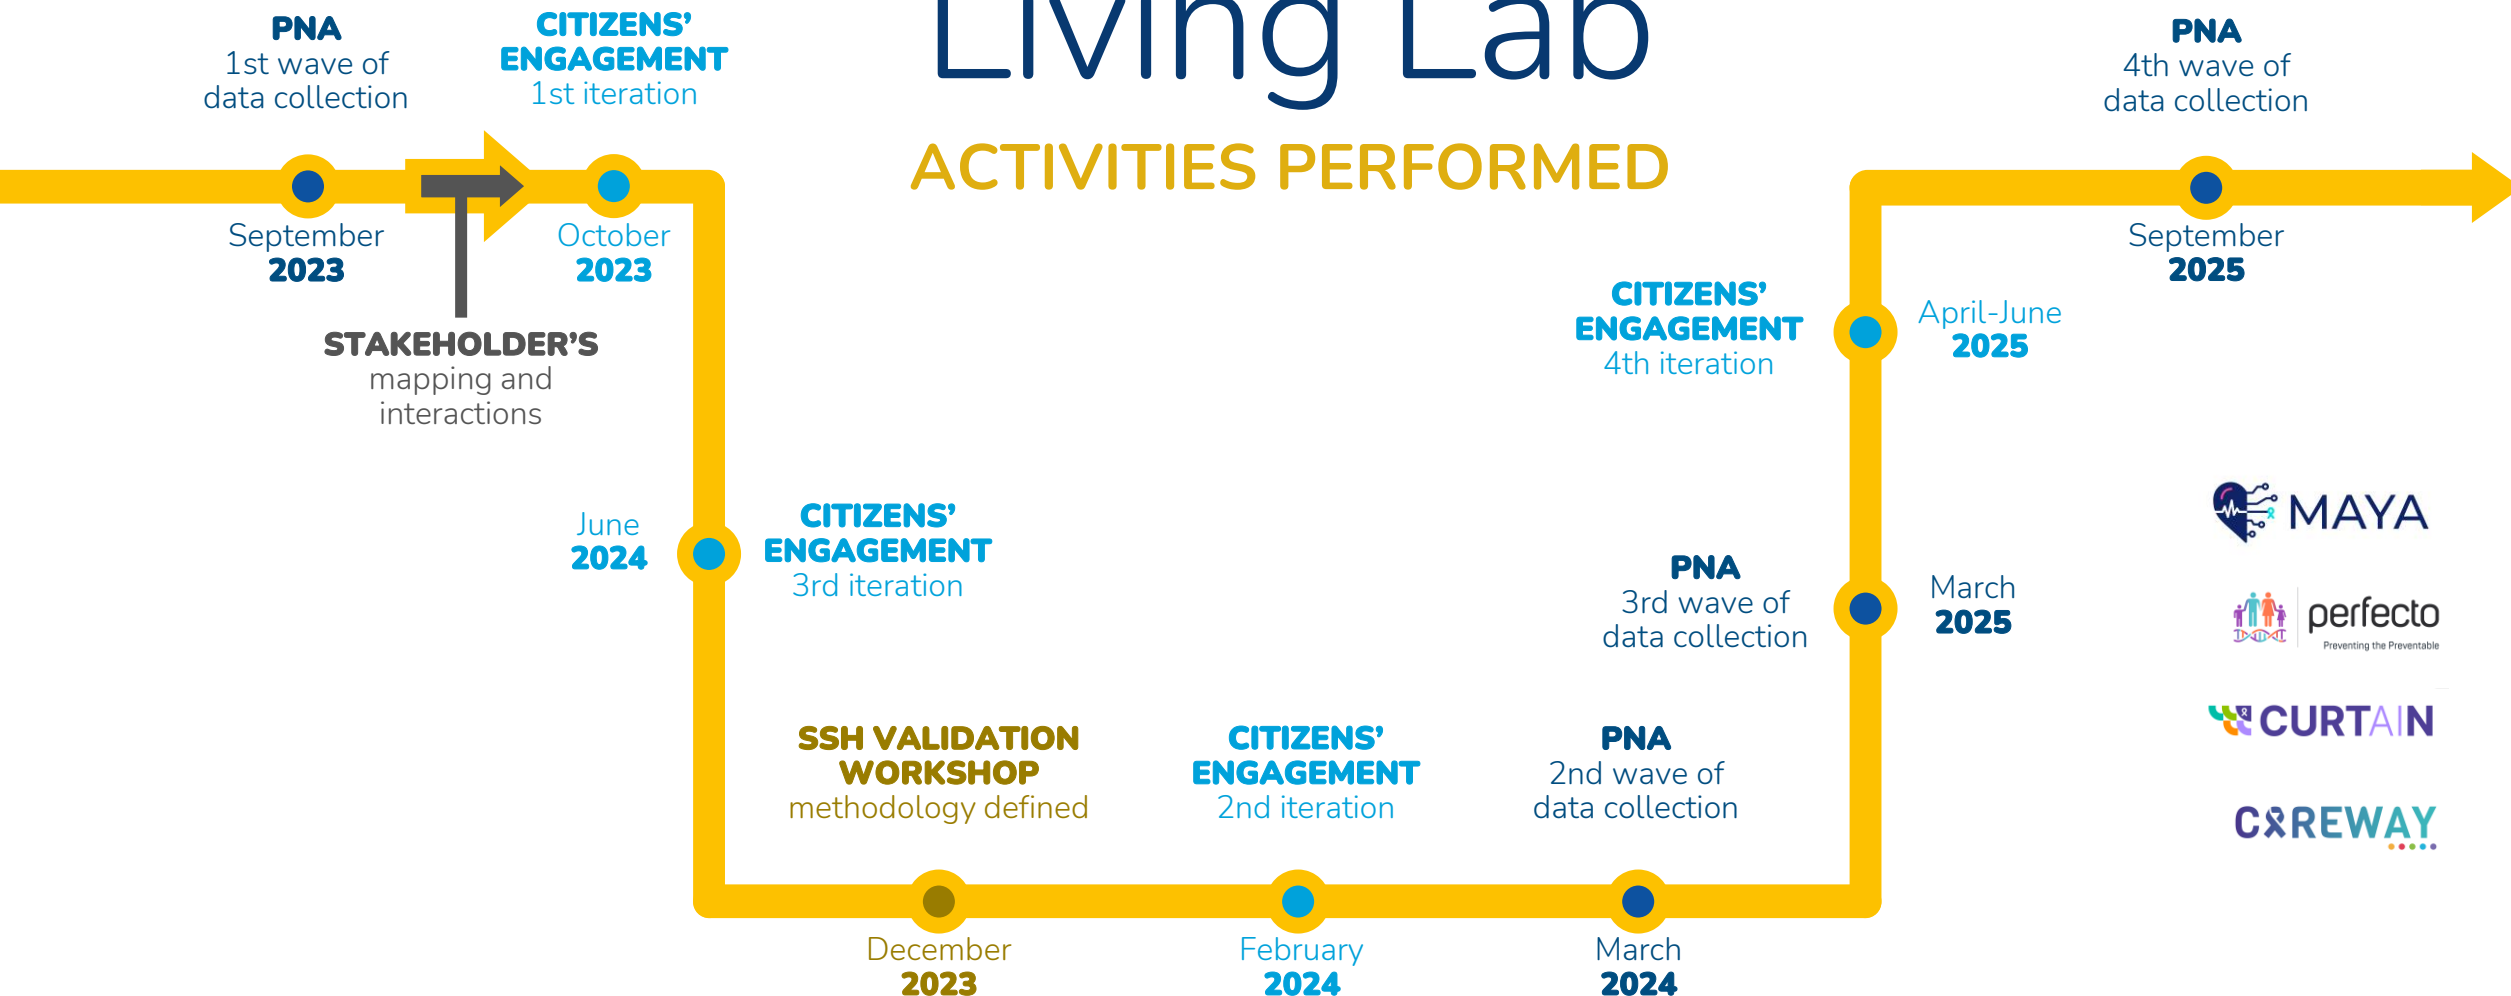 Living Lab
ACTIVITIES PERFORMED
PNA
1st wave of
data collection
September
2023
STAKEHOLDER'S
mapping and
interactions
CITIZENS'
ENGAGEMENT
1st iteration
October
2023
June
2024
CITIZENS'
ENGAGEMENT
3rd iteration
SSH VALIDATION
WORKSHOP
methodology defined
December
2023
CITIZENS'
ENGAGEMENT
2nd iteration
February
2024
PNA
2nd wave of
data collection
March
2024
PNA
3rd wave of
data collection
March
2025
CITIZENS'
ENGAGEMENT
4th iteration
April-June
2025
PNA
4th wave of
data collection
September
2025
MAYA
perfecto
Preventing the Preventable
CURTAIN
CAREWAY